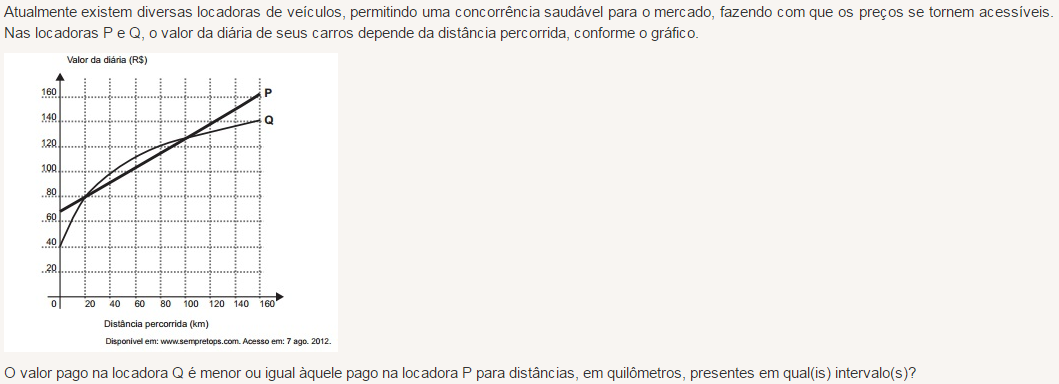 Atualmente existem diversas locadoras de veículos, permitindo uma concorrência saudável para o mercado, fazendo com que os preços se tornem acessíveis.
Nas locadoras P e Q, o valor da diária de seus carros depende da distância percorrida, conforme o gráfico.
Valor da diária (R$)
160
P
140
Q
120
100
80
60
40
20
0 20 40 60 80 100 120 140 160
Distância percorrida (km)
Disponível em: www.sempretops.com. Acesso em: 7 ago. 2012.
O valor pago na locadora Q é menor ou igual àquele pago na locadora P para distâncias, em quilômetros, presentes em qual(is) intervalo(s)?